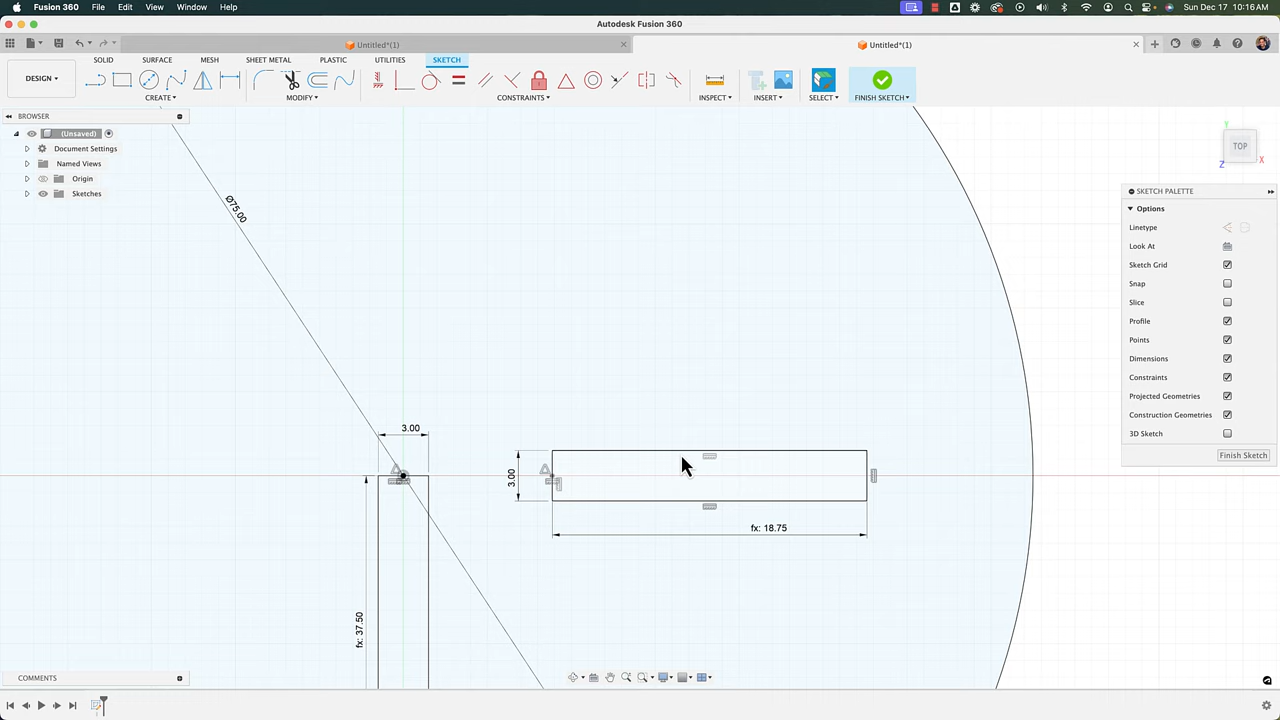 Fusion 360 File Edit View Window Help Sun Dec 17 10:16 AM
Autodesk Fusion 360
Untitled*(1) Untitled*(1)
DESIGN
SOLID SURFACE MESH SHEET METAL PLASTIC UTILITIES SKETCH
CREATE MODIFY CONSTRAINTS INSPECT INSERT SELECT FINISH SKETCH
BROWSER
(Unsaved)
Document Settings
Named Views
Origin
Sketches
TOP
Y
X
Z
SKETCH PALETTE
Options
Linetype
Look At
Sketch Grid
Snap
Slice
Profile
Points
Dimensions
Constraints
Projected Geometries
Construction Geometries
3D Sketch
Finish Sketch
Ø75.00
3.00
3.00
fx: 18.75
fx: 37.50
COMMENTS